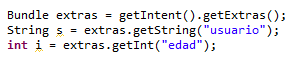 Bundle extras = getIntent().getExtras();
String s = extras.getString("usuario");
int i = extras.getInt("edad");